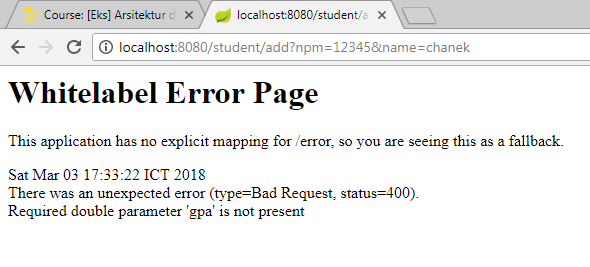 Course: [Eks] Arsitektur d
localhost:8080/student/a
localhost:8080/student/add?npm=12345&name=chanek
Whitelabel Error Page
This application has no explicit mapping for /error, so you are seeing this as a fallback.
Sat Mar 03 17:33:22 ICT 2018
There was an unexpected error (type=Bad Request, status=400).
Required double parameter 'gpa' is not present